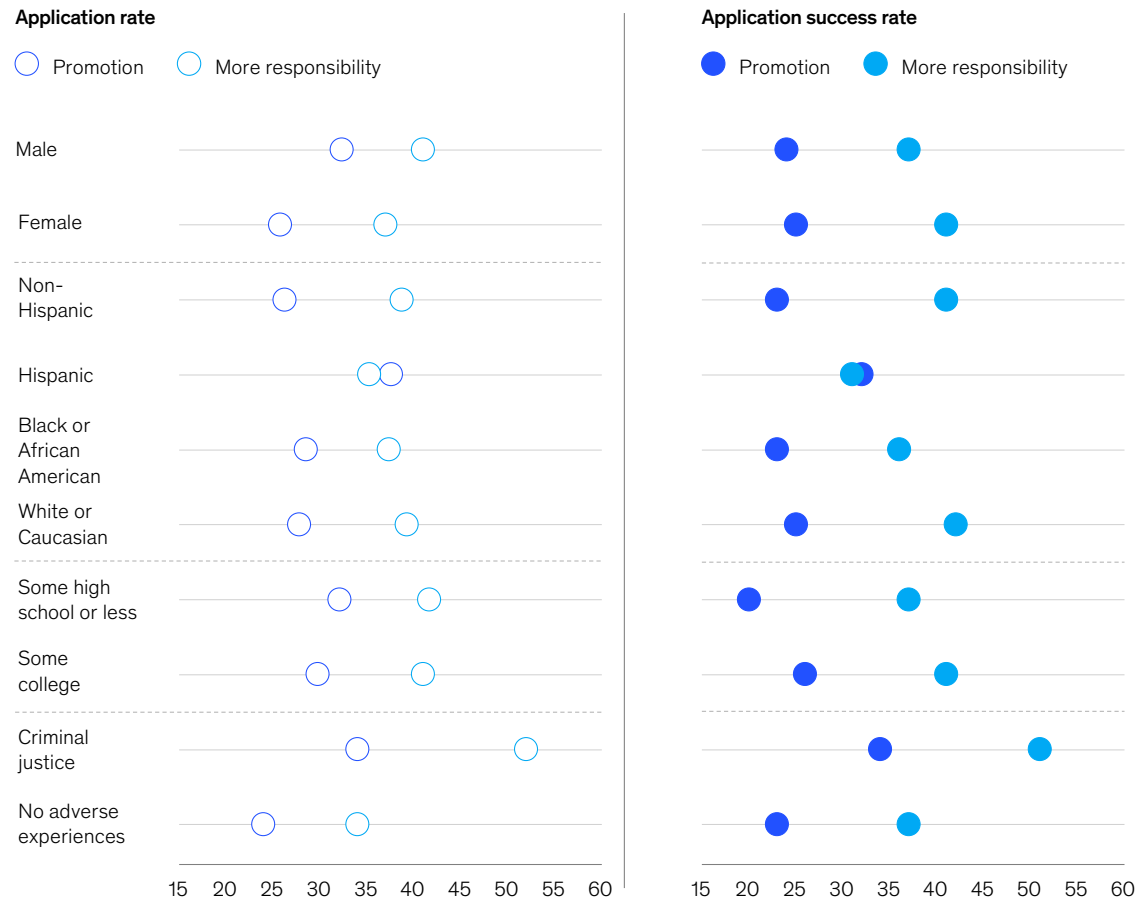 Application rate
Promotion
More responsibility
Application success rate
Promotion
More responsibility
Male
Female
Non-
Hispanic
Hispanic
Black or
African
American
White or
Caucasian
Some high
school or less
Some
college
Criminal
justice
No adverse
experiences
15 20 25 30 35 40 45 50 55 60
15 20 25 30 35 40 45 50 55 60